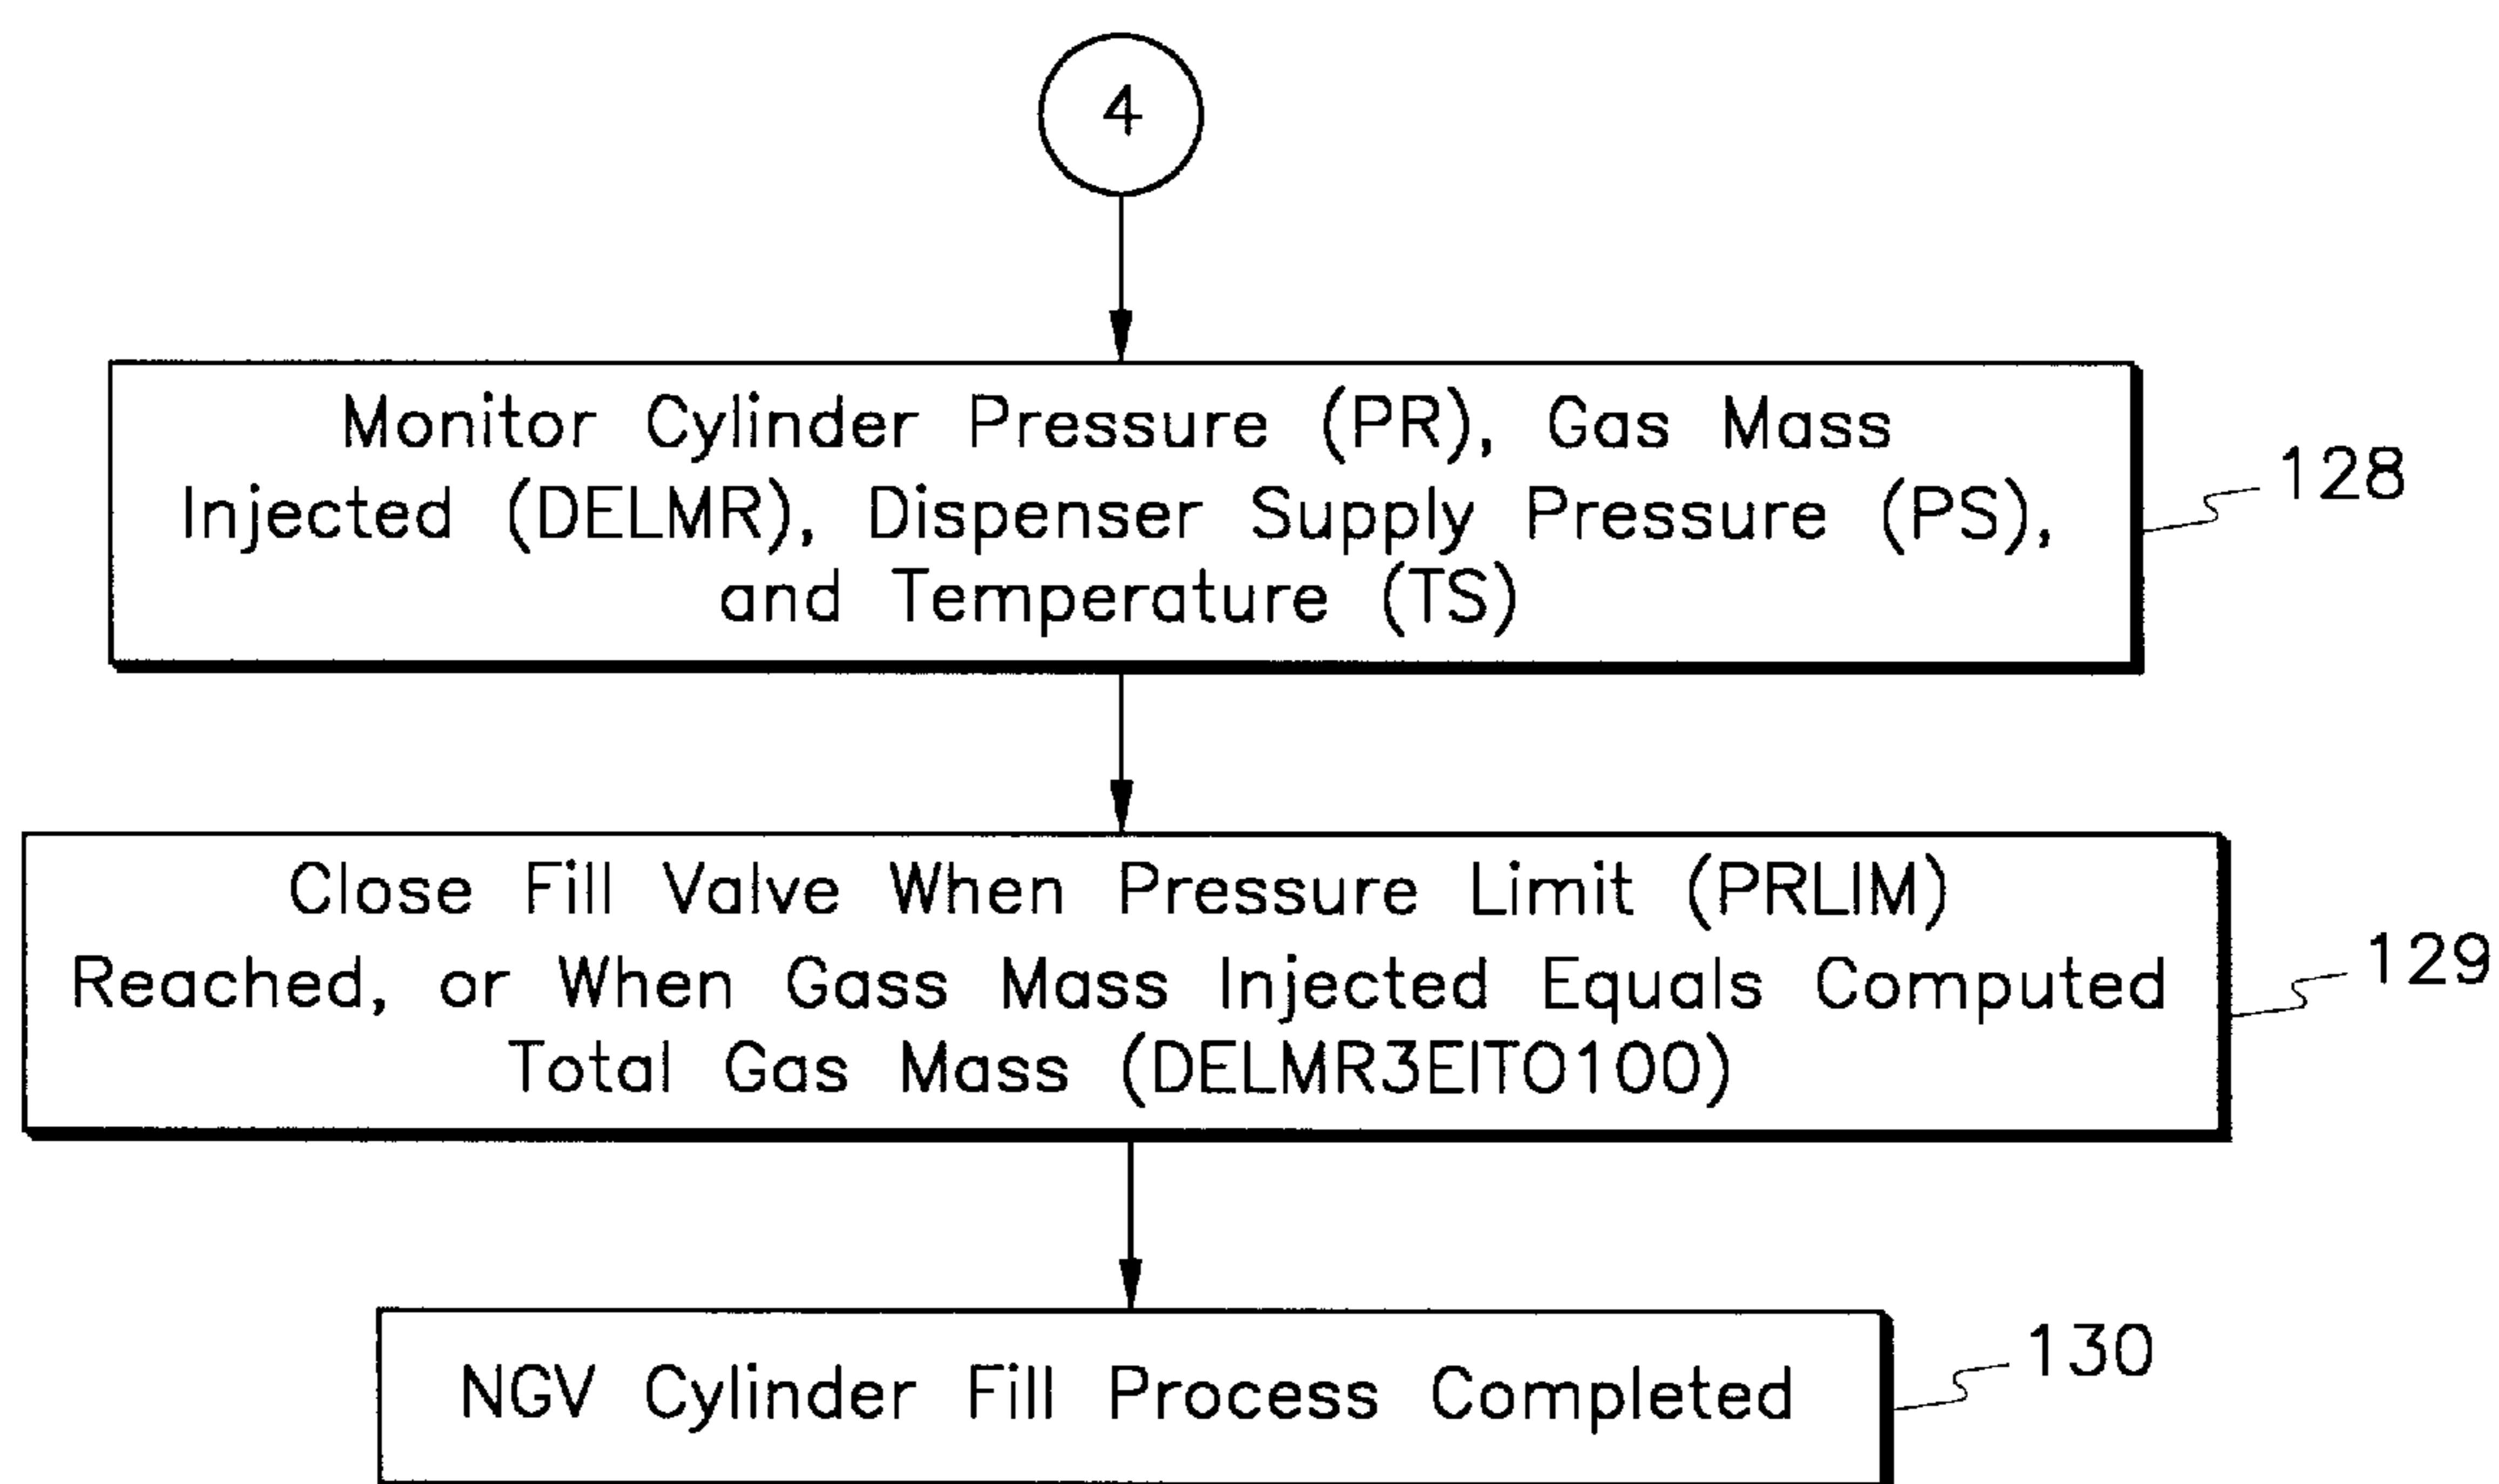 4
Monitor Cylinder Pressure (PR), Gas Mass
Injected (DELMR), Dispenser Supply Pressure (PS),
and Temperature (TS)
128
Close Fill Valve When Pressure Limit (PRLIM)
Reached, or When Gass Mass Injected Equals Computed
Total Gas Mass (DELMR3EITO100)
129
NGV Cylinder Fill Process Completed
130